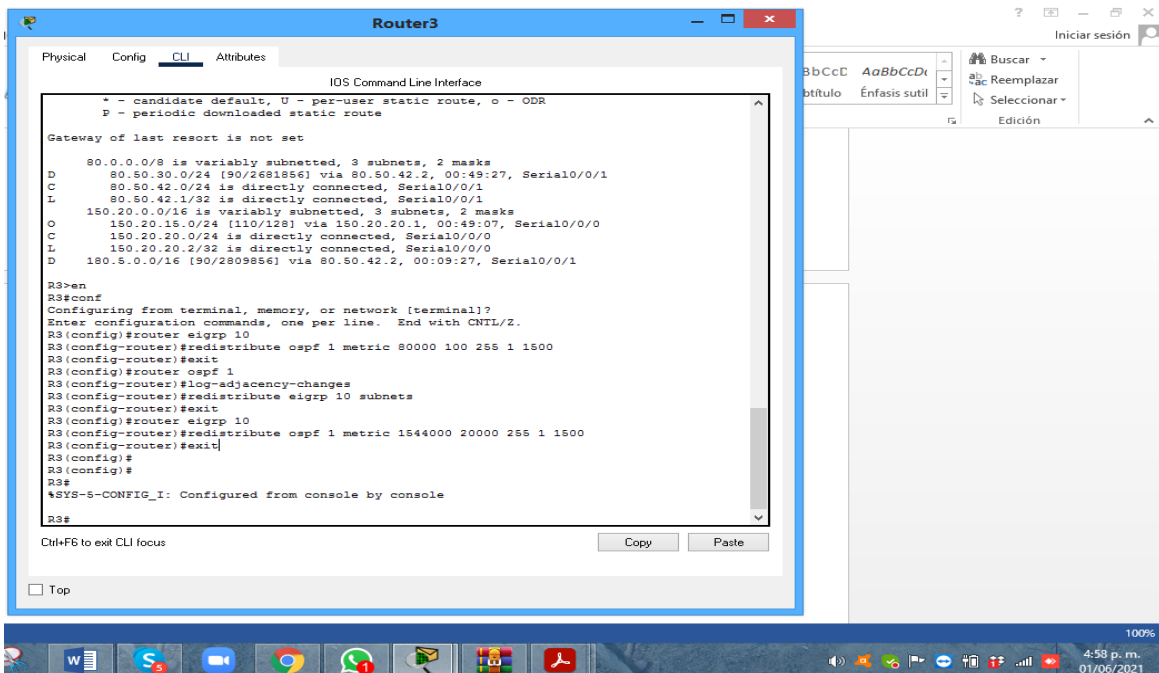 Router3
Iniciar sesión
Physical Config CLI Attributes
IOS Command Line Interface
* - candidate default, U - per-user static route, o - ODR
P - periodic downloaded static route
Gateway of last resort is not set
80.0.0.0/8 is variably subnetted, 3 subnets, 2 masks
D 80.50.30.0/24 [90/2681856] via 80.50.42.2, 00:49:27, Serial0/0/1
C 80.50.42.0/24 is directly connected, Serial0/0/1
L 80.50.42.1/32 is directly connected, Serial0/0/1
150.20.0.0/16 is variably subnetted, 3 subnets, 2 masks
O 150.20.15.0/24 [110/128] via 150.20.20.1, 00:49:07, Serial0/0/0
C 150.20.20.0/24 is directly connected, Serial0/0/0
L 150.20.20.2/32 is directly connected, Serial0/0/0
D 180.5.0.0/16 [90/2809856] via 80.50.42.2, 00:09:27, Serial0/0/1
R3>en
R3#conf
Configuring from terminal, memory, or network [terminal]?
Enter configuration commands, one per line. End with CNTL/Z.
R3(config)#router eigrp 10
R3(config-router)#redistribute ospf 1 metric 80000 100 255 1 1500
R3(config-router)#exit
R3(config)#router ospf 1
R3(config-router)#log-adjacency-changes
R3(config-router)#redistribute eigrp 10 subnets
R3(config-router)#exit
R3(config)#router eigrp 10
R3(config-router)#redistribute ospf 1 metric 1544000 20000 255 1 1500
R3(config-router)#exit
R3(config)#
R3(config)#
R3#
%SYS-5-CONFIG_I: Configured from console by console
R3#
Ctrl+F6 to exit CLI focus
Copy Paste
Top
BbCcD AaBbCcDc
btítulo Énfasis sutil
Buscar
Reemplazar
Seleccionar
Edición
100%
4:58 p. m.
01/06/2021